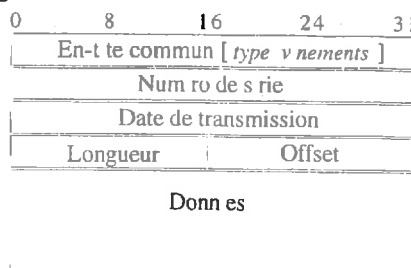 0 8 16 24 3
En-t te commun [ type v nements ]
Num ro de s rie
Date de transmission
Longueur Offset
Donn es